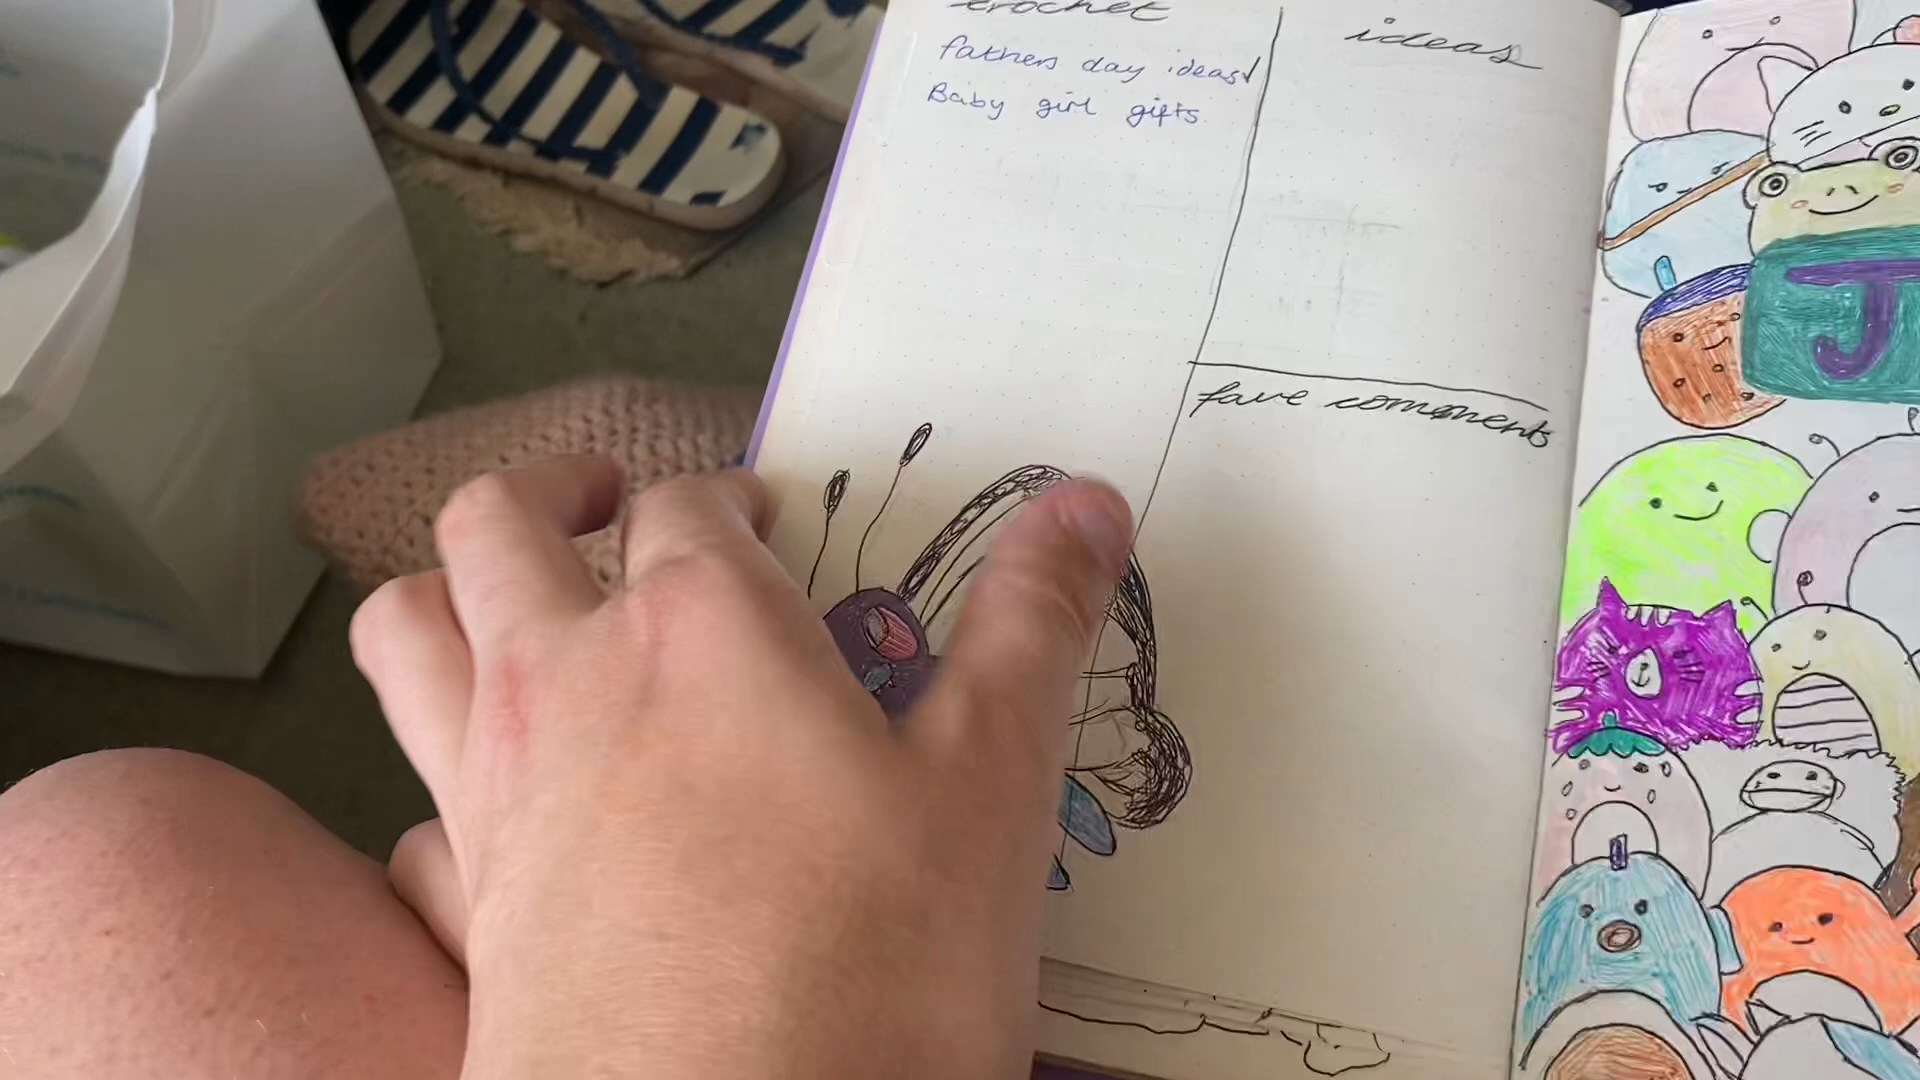 crochet
fathers day ideas
Baby girl gifts
ideas
fave comments
J